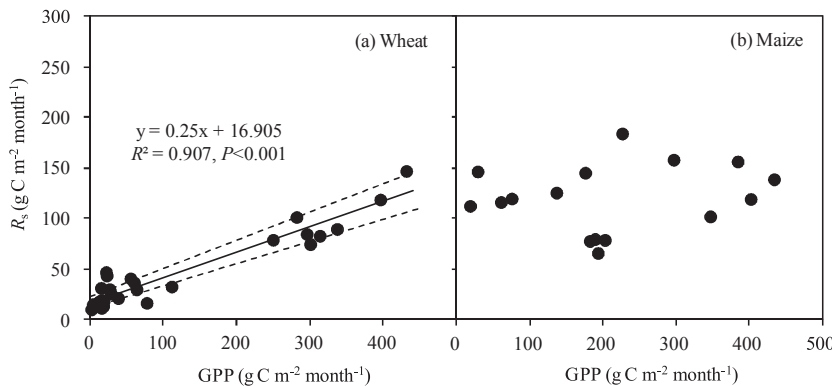 300
250
200
150
100
50
0
Rs (g C m-2 month-1)
(a) Wheat
y = 0.25x + 16.905
R² = 0.907, P<0.001
(b) Maize
0 100 200 300 400
0 100 200 300 400 500
GPP (g C m-2 month-1)
GPP (g C m-2 month-1)